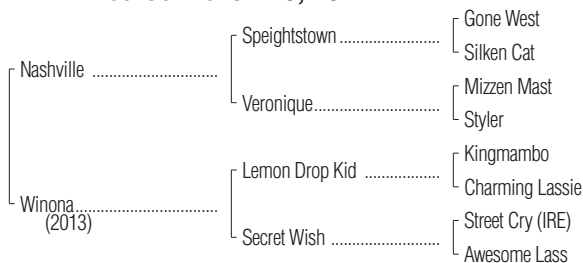 Gone West
Speightstown
Silken Cat
Nashville
Mizzen Mast
Veronique
Styler
Kingmambo
Lemon Drop Kid
Charming Lassie
Winona
(2013)
Street Cry (IRE)
Secret Wish
Awesome Lass